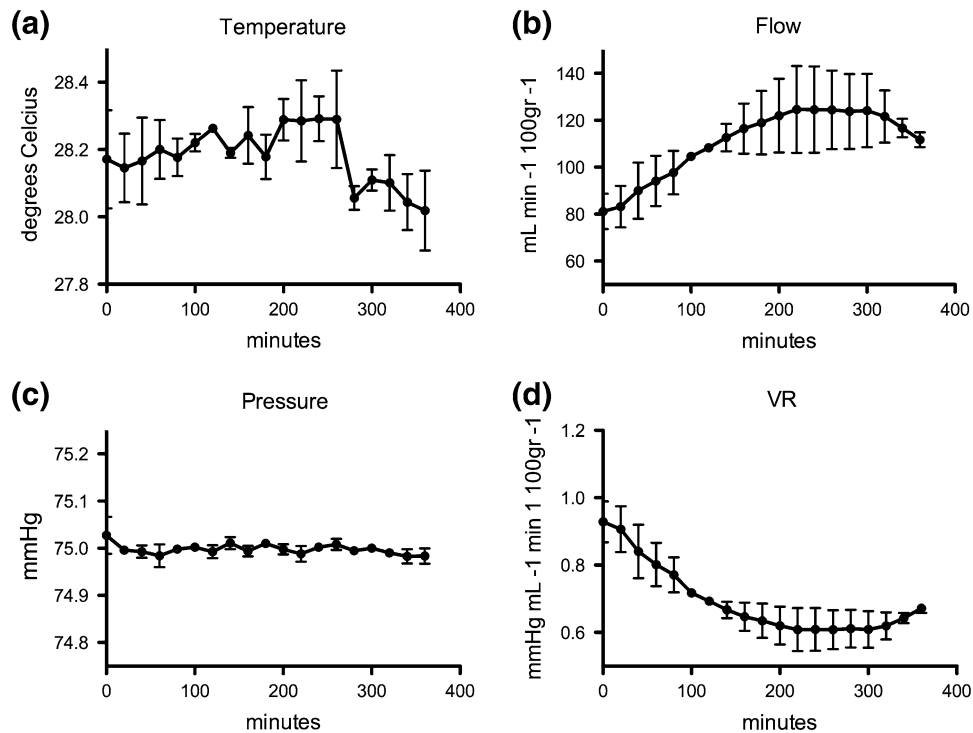 (a)
Temperature
degrees Celcius
28.4
28.2
28.0
27.8
0
100
200
300
400
minutes
(b)
Flow
mL min -1 100gr -1
140
120
100
80
60
0
100
200
300
400
minutes
(c)
Pressure
mmHg
75.2
75.1
75.0
74.9
74.8
0
100
200
300
400
minutes
(d)
VR
mmHg mL -1 min 1 100gr -1
1.2
1.0
0.8
0.6
0
100
200
300
400
minutes